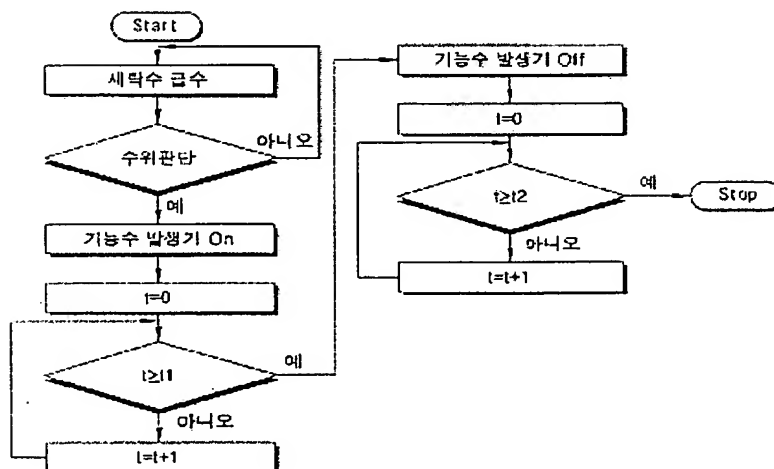 Start
세탁수 급수
수위판단
아니오
예
기능수 발생기 On
t=0
t≥t1
예
아니오
t=t+1
기능수 발생기 Off
t=0
t≥t2
예
Stop
아니오
t=t+1